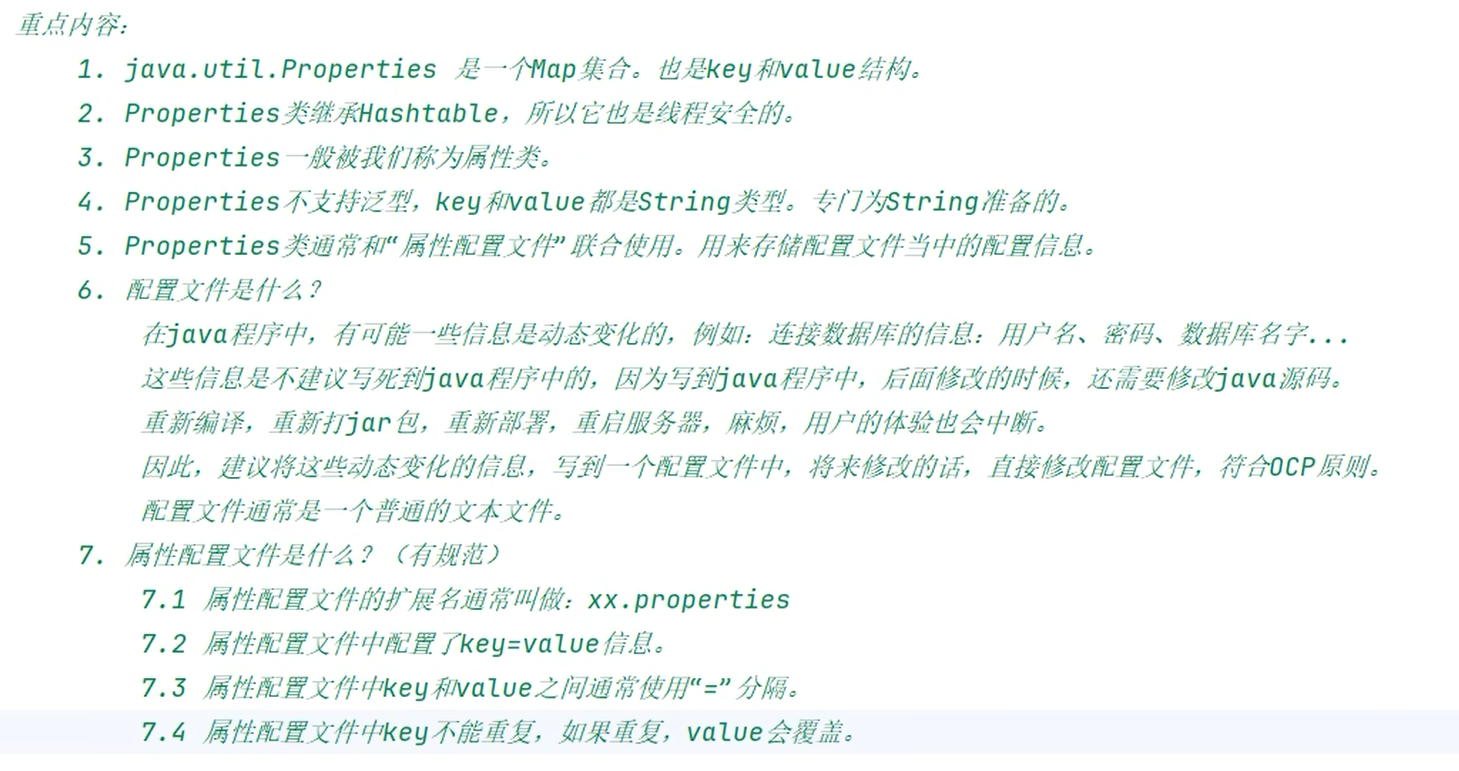 重点内容：
1. java.util.Properties 是一个Map集合。也是key和value结构。
2. Properties类继承Hashtable，所以它也是线程安全的。
3. Properties一般被我们称为属性类。
4. Properties不支持泛型，key和value都是String类型。专门为String准备的。
5. Properties类通常和“属性配置文件”联合使用。用来存储配置文件当中的配置信息。
6. 配置文件是什么？
在java程序中，有可能一些信息是动态变化的，例如：连接数据库的信息：用户名、密码、数据库名字...
这些信息是不建议写死到java程序中的，因为写到java程序中，后面修改的时候，还需要修改java源码。
重新编译，重新打jar包，重新部署，重启服务器，麻烦，用户的体验也会中断。
因此，建议将这些动态变化的信息，写到一个配置文件中，将来修改的话，直接修改配置文件，符合OCP原则。
配置文件通常是一个普通的文本文件。
7. 属性配置文件是什么？（有规范）
7.1 属性配置文件的扩展名通常叫做：xx.properties
7.2 属性配置文件中配置了key=value信息。
7.3 属性配置文件中key和value之间通常使用“=”分隔。
7.4 属性配置文件中key不能重复，如果重复，value会覆盖。